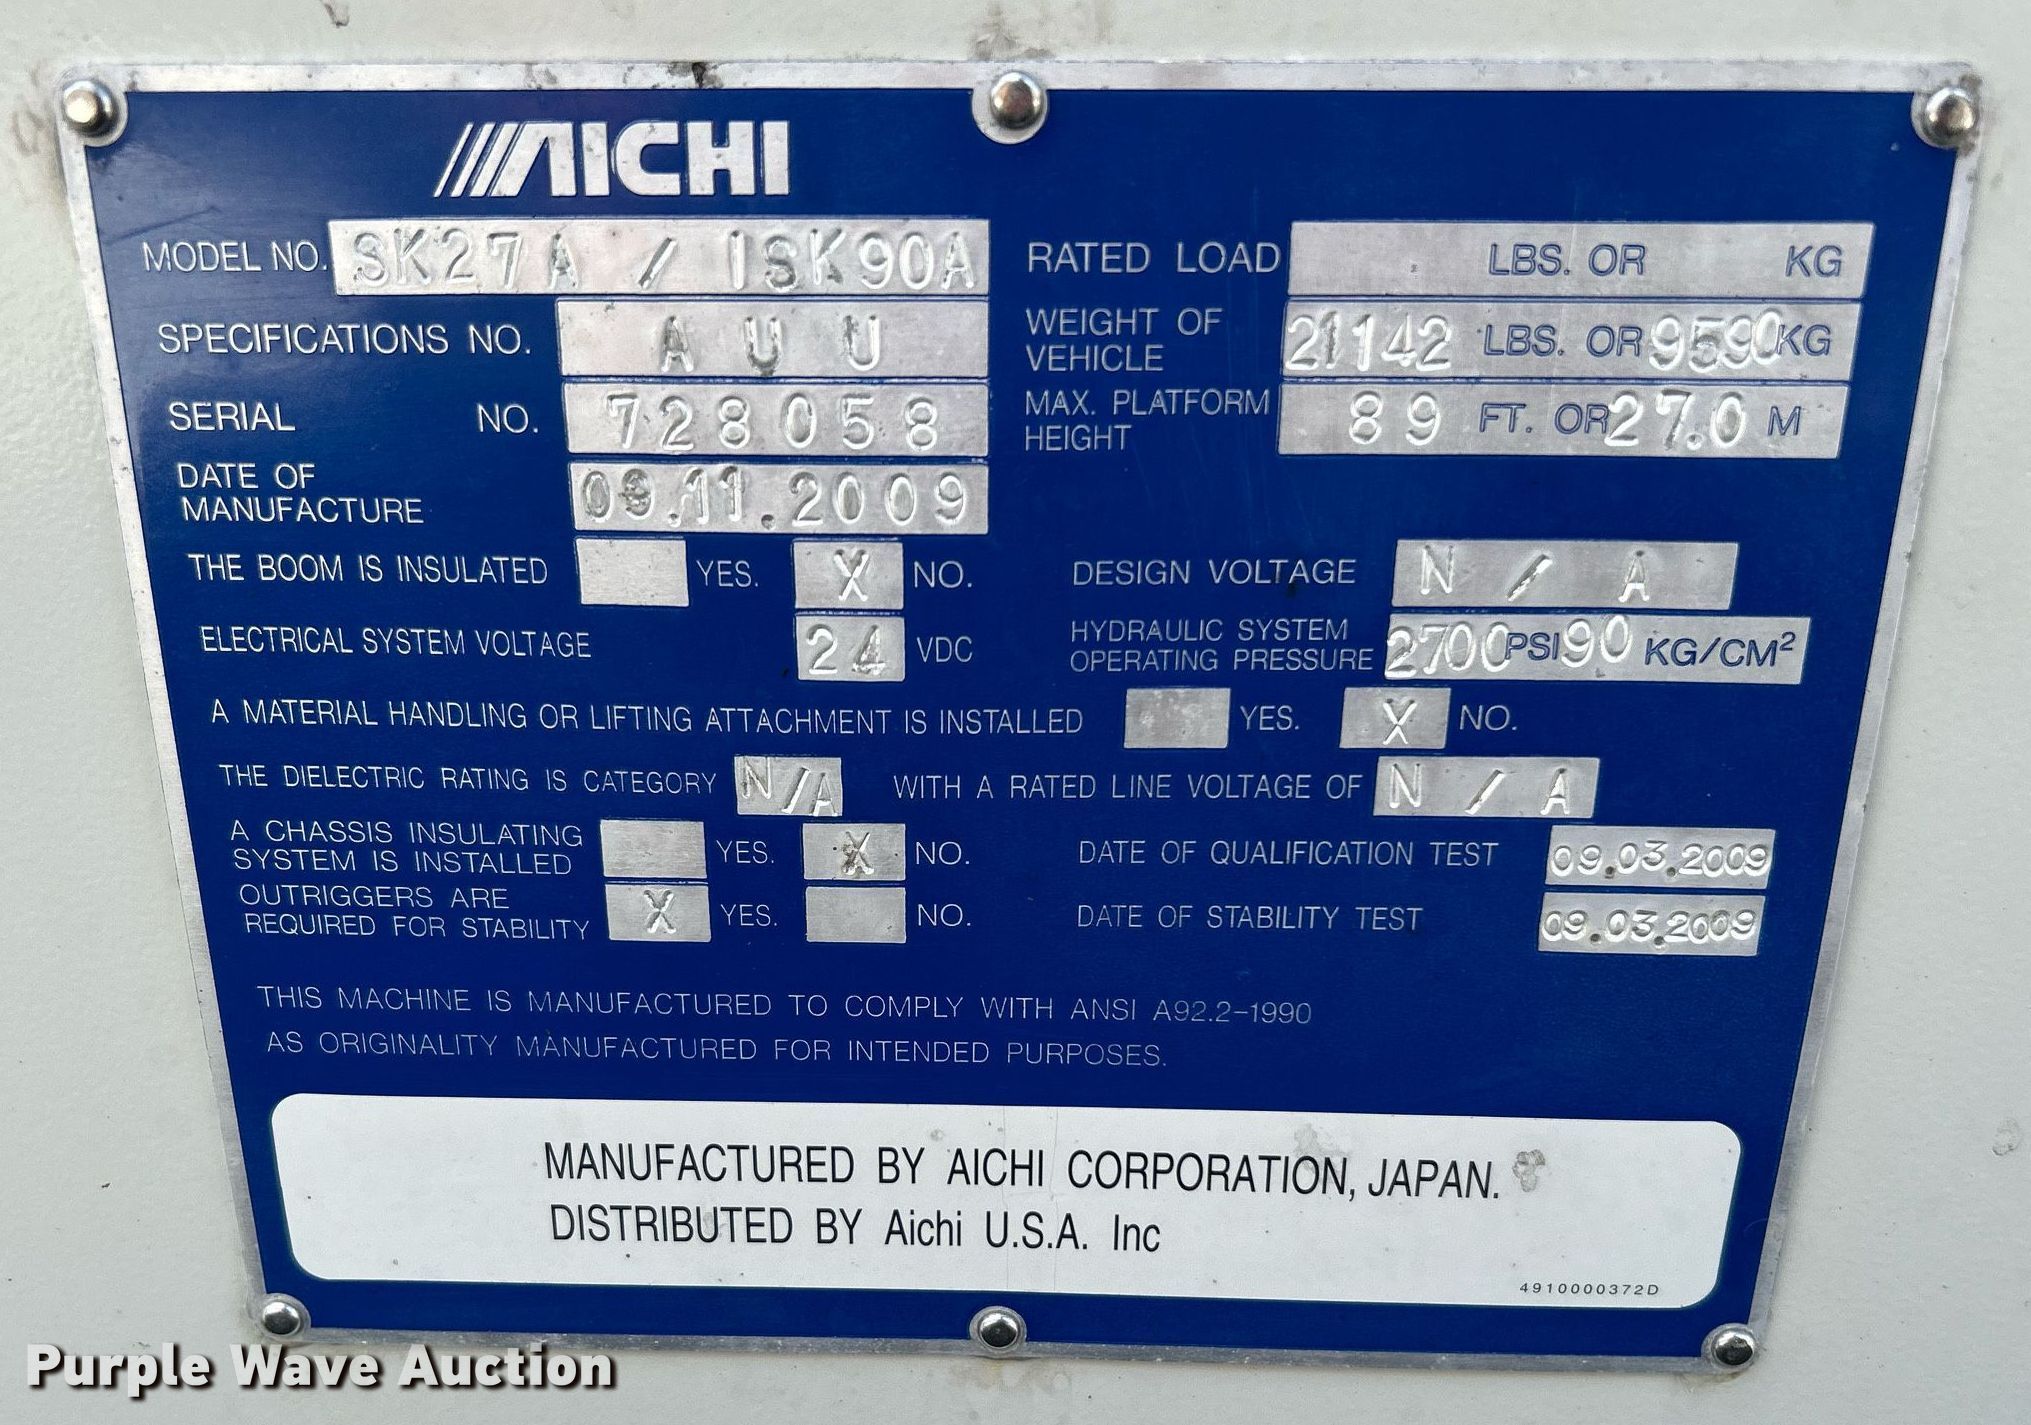 AICHI
MODEL NO. SK27A / ISK90A
SPECIFICATIONS NO. AUU
SERIAL NO. 728058
DATE OF
MANUFACTURE 09.11.2009
THE BOOM IS INSULATED YES. X NO.
ELECTRICAL SYSTEM VOLTAGE 24 VDC
RATED LOAD LBS. OR KG
WEIGHT OF
VEHICLE 21142 LBS. OR 9590 KG
MAX. PLATFORM
HEIGHT 89 FT. OR 27.0 M
DESIGN VOLTAGE N / A
HYDRAULIC SYSTEM
OPERATING PRESSURE 2700 PSI 190 KG/CM²
A MATERIAL HANDLING OR LIFTING ATTACHMENT IS INSTALLED YES. X NO.
THE DIELECTRIC RATING IS CATEGORY N/A WITH A RATED LINE VOLTAGE OF N / A
A CHASSIS INSULATING
SYSTEM IS INSTALLED YES. X NO.
OUTRIGGERS ARE
REQUIRED FOR STABILITY X YES. NO.
DATE OF QUALIFICATION TEST 09.03.2009
DATE OF STABILITY TEST 09.03.2009
THIS MACHINE IS MANUFACTURED TO COMPLY WITH ANSI A92.2-1990
AS ORIGINALITY MANUFACTURED FOR INTENDED PURPOSES.
MANUFACTURED BY AICHI CORPORATION, JAPAN.
DISTRIBUTED BY Aichi U.S.A. Inc
4910000372D
Purple Wave Auction